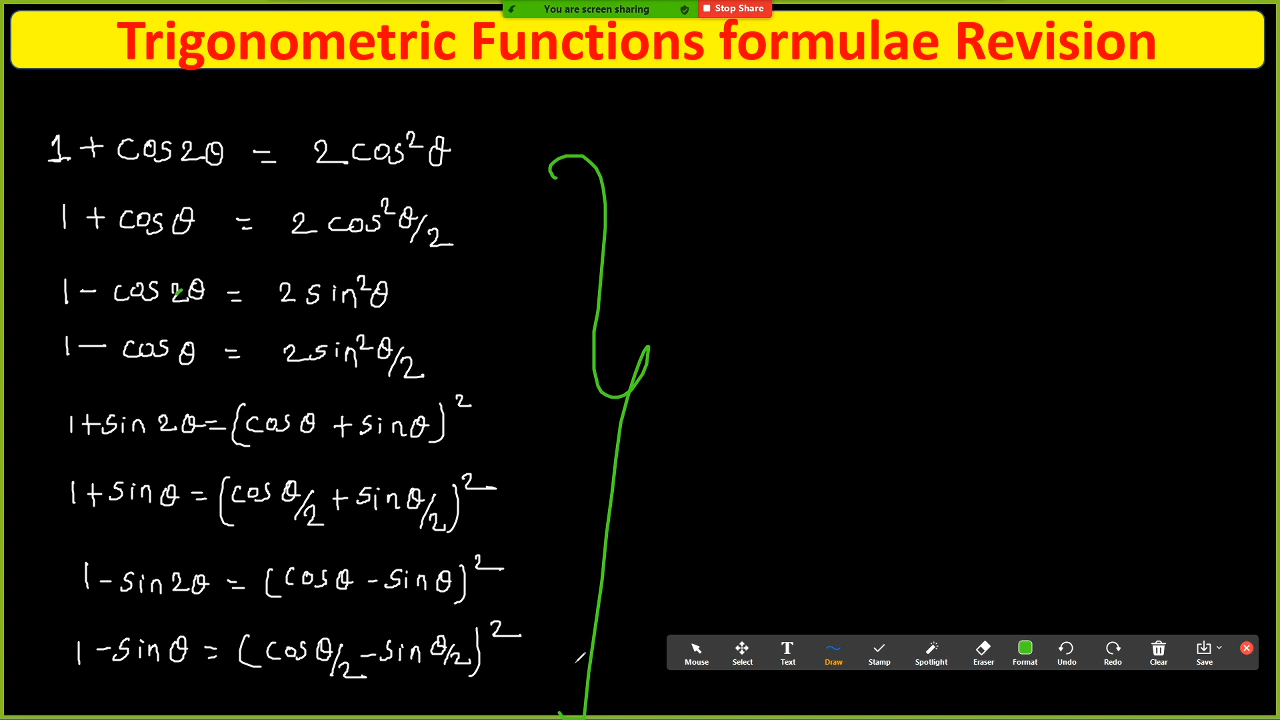 You are screen sharing Stop Share
Trigonometric Functions formulae Revision
1 + cos2θ = 2cos²θ
1 + cosθ = 2cos²θ/2
1 - cos2θ = 2sin²θ
1 - cosθ = 2sin²θ/2
1+sin2θ=(cosθ+sinθ)²
1+sinθ=(cosθ/2+sinθ/2)²
1-sin2θ=(cosθ-sinθ)²
1-sinθ=(cosθ/2-sinθ/2)²
Mouse Select Text Draw Stamp Spotlight Eraser Format Undo Redo Clear Save